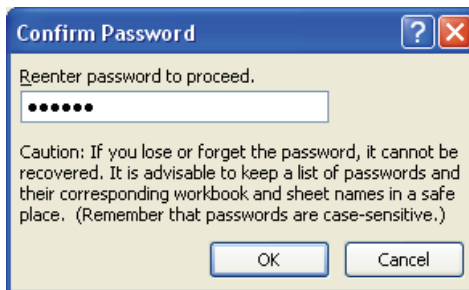 Confirm Password
?
Reenter password to proceed.
••••••
Caution: If you lose or forget the password, it cannot be
recovered. It is advisable to keep a list of passwords and
their corresponding workbook and sheet names in a safe
place.  (Remember that passwords are case-sensitive.)
OK
Cancel